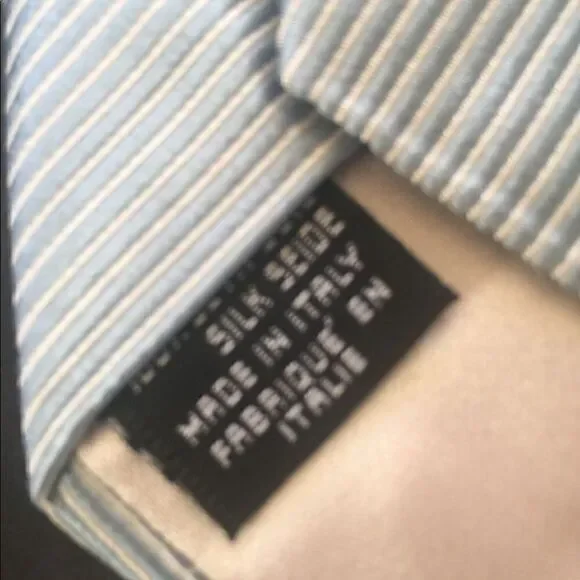 SILK SEIDE
MADE IN ITALY
FABRIQUÉ EN
ITALIE